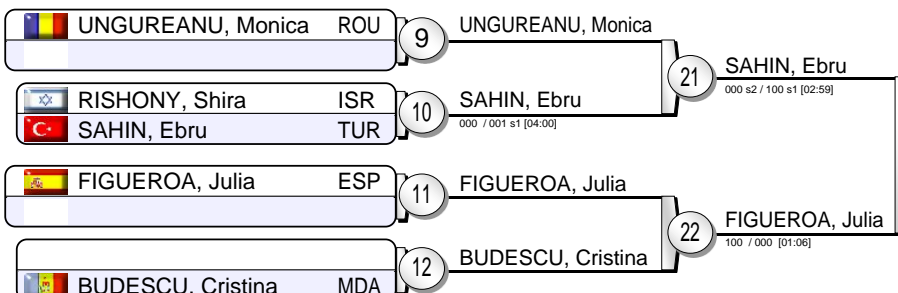 UNGUREANU, Monica ROU
9
UNGUREANU, Monica
RISHONY, Shira ISR
SAHIN, Ebru TUR
10
SAHIN, Ebru
000 / 001 s1 [04:00]
21
SAHIN, Ebru
000 s2 / 100 s1 [02:59]
FIGUEROA, Julia ESP
11
FIGUEROA, Julia
BUDESCU, Cristina MDA
12
BUDESCU, Cristina
22
FIGUEROA, Julia
100 / 000 [01:06]